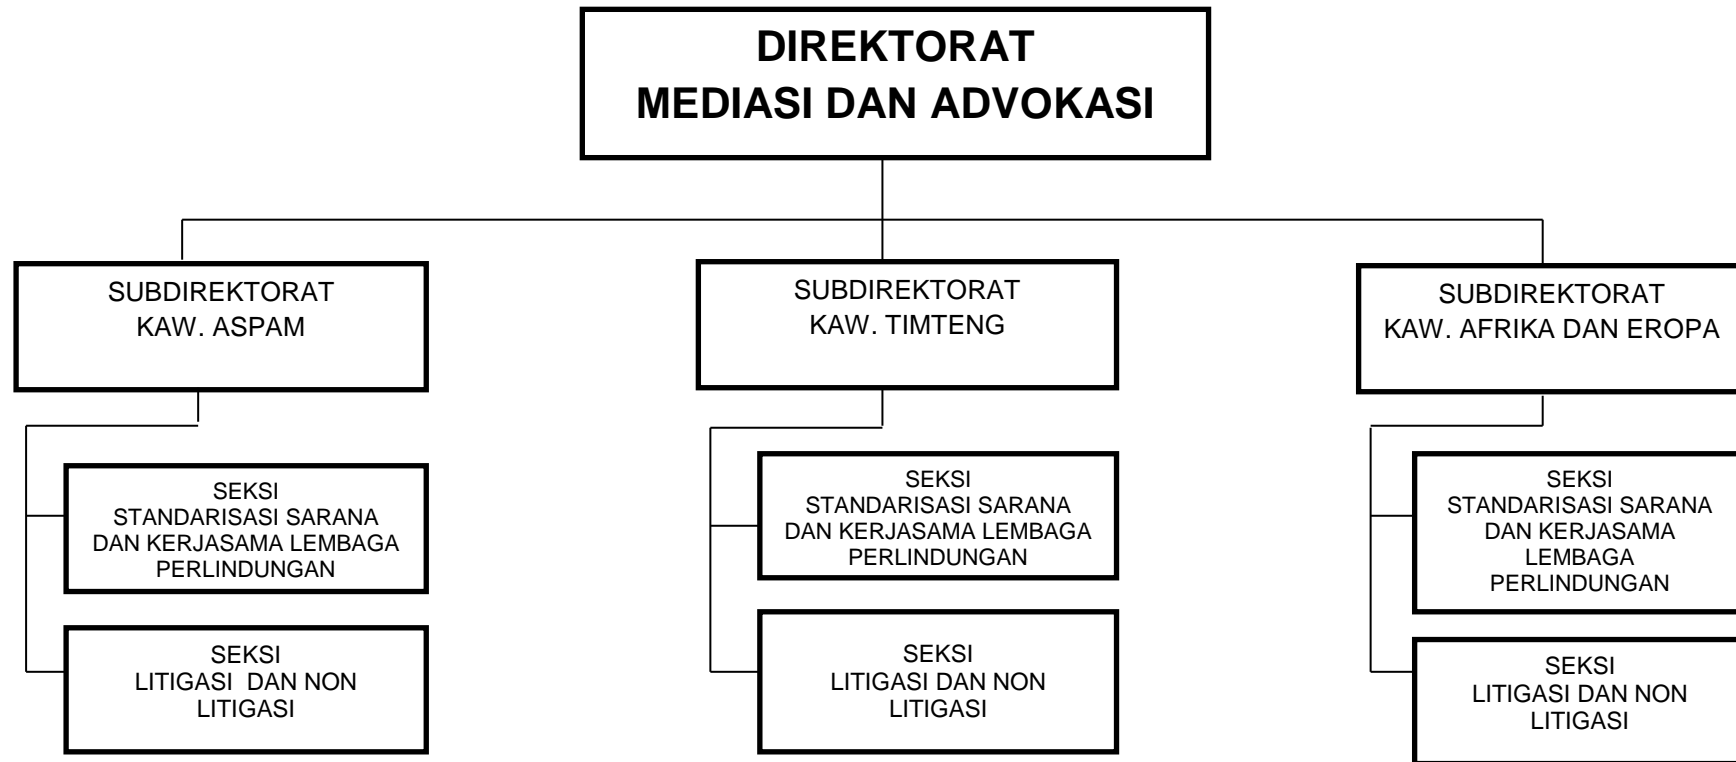 DIREKTORAT
MEDIASI DAN ADVOKASI
SUBDIREKTORAT
KAW. ASPAM
SUBDIREKTORAT
KAW. TIMTENG
SUBDIREKTORAT
KAW. AFRIKA DAN EROPA
SEKSI
STANDARISASI SARANA
DAN KERJASAMA LEMBAGA
PERLINDUNGAN
SEKSI
STANDARISASI SARANA
DAN KERJASAMA LEMBAGA
PERLINDUNGAN
SEKSI
STANDARISASI SARANA
DAN KERJASAMA
LEMBAGA
PERLINDUNGAN
SEKSI
LITIGASI DAN NON
LITIGASI
SEKSI
LITIGASI DAN NON
LITIGASI
SEKSI
LITIGASI DAN NON
LITIGASI